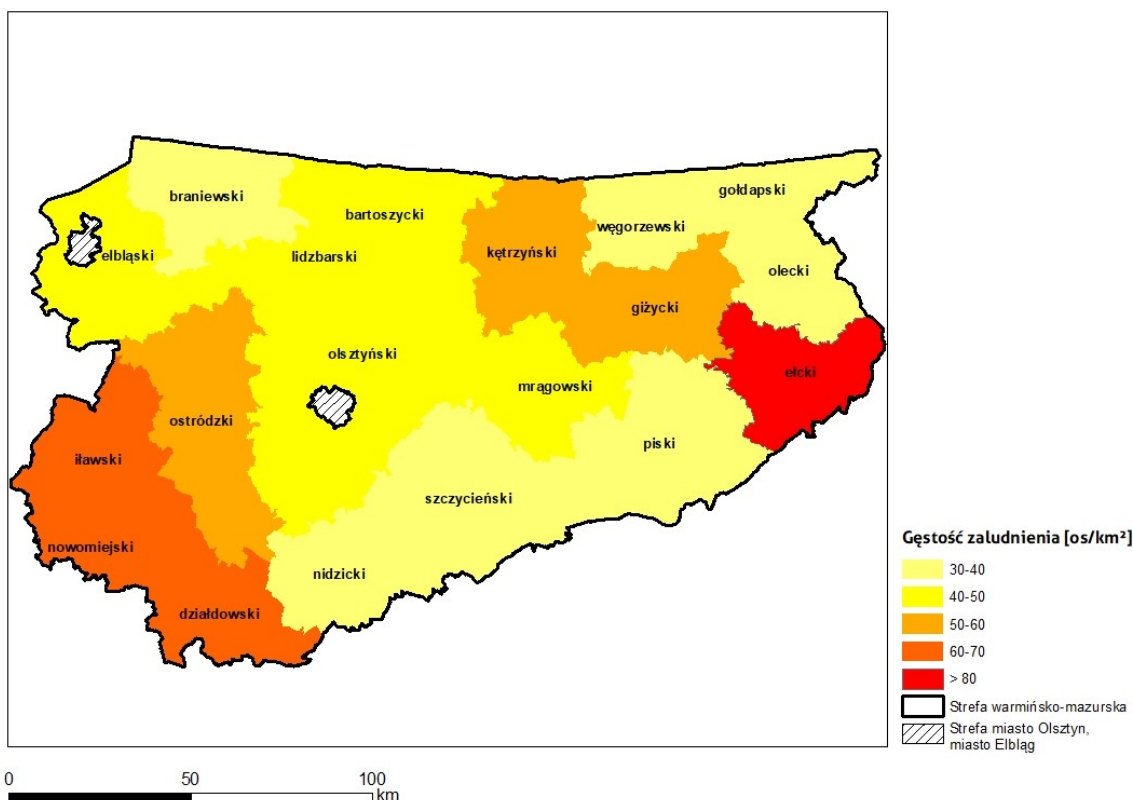 gołdapski
braniewski
bartoszycki
węgorzewski
elbląski
lidzbarski
kętrzyński
olecki
giżycki
olsztyński
ełcki
mrągowski
ostródzki
piski
iławski
szczycieński
nowomiejski
nidzicki
działdowski
Gęstość zaludnienia [os/km²]
30-40
40-50
50-60
60-70
> 80
Strefa warmińsko-mazurska
Strefa miasto Olsztyn,
miasto Elbląg
0 50 100
km